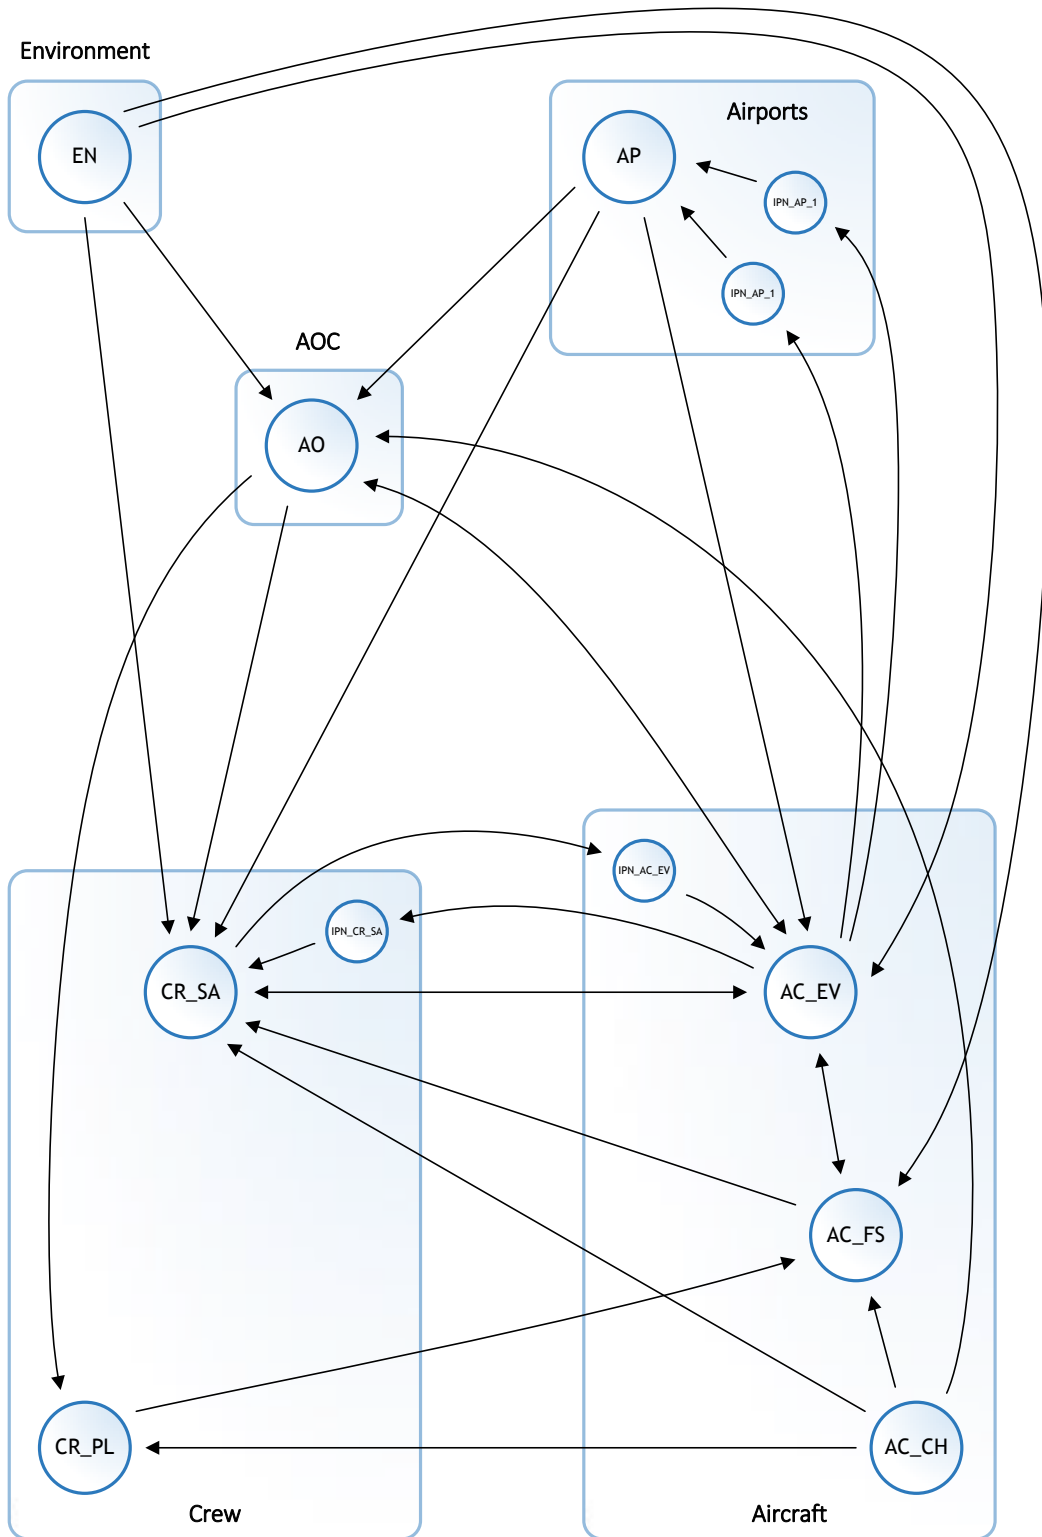 Environment
Airports
EN
AP
IPN_AP_1
IPN_AP_1
AOC
AO
IPN_AC_EV
IPN_CR_SA
CR_SA
AC_EV
AC_FS
CR_PL
AC_CH
Crew
Aircraft